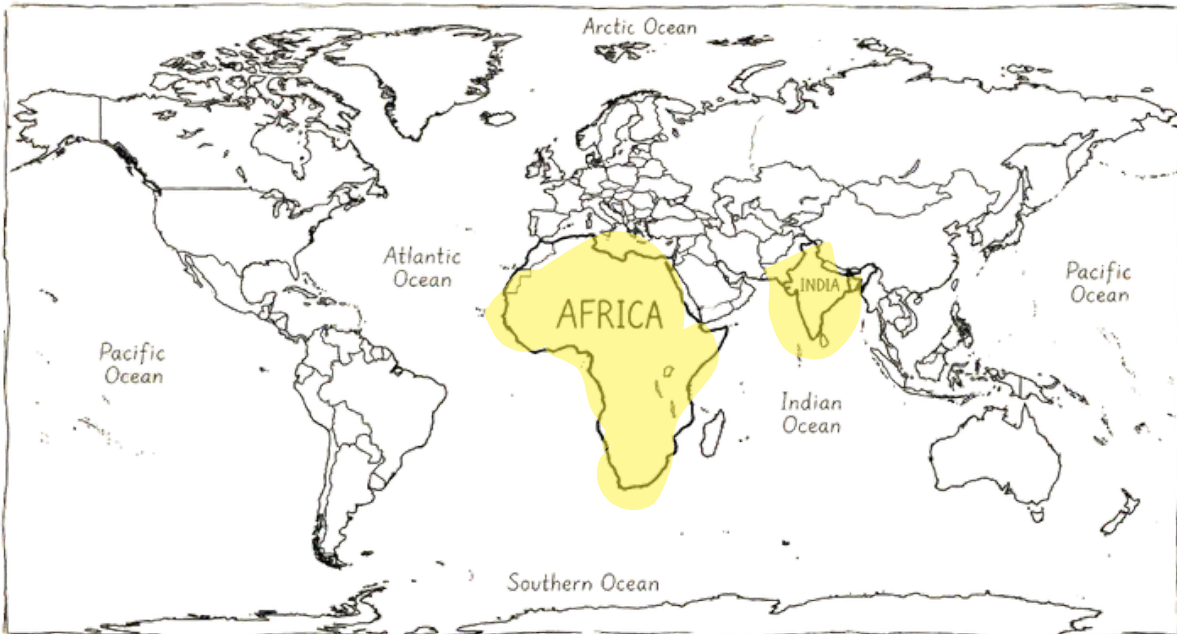 Arctic Ocean
Atlantic
Ocean
AFRICA
INDIA
Pacific
Ocean
Pacific
Ocean
Indian
Ocean
Southern Ocean